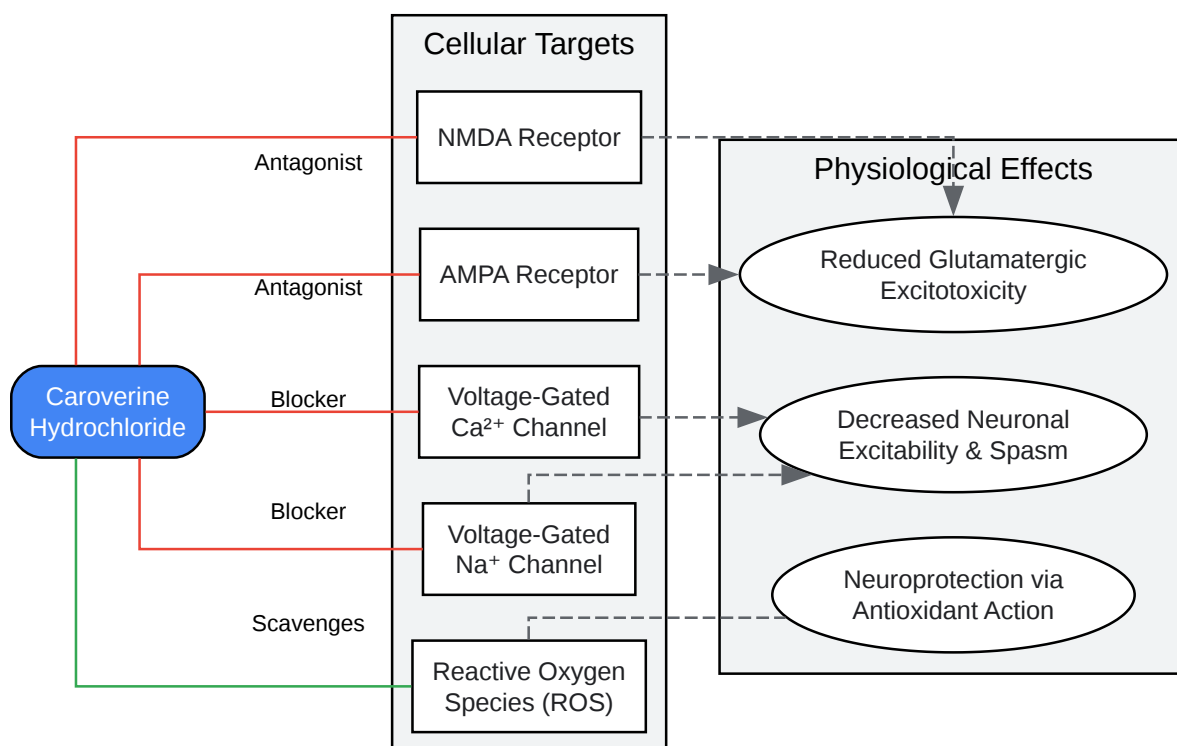 Cellular Targets
NMDA Receptor
Antagonist
Physiological Effects
Reduced Glutamatergic
Excitotoxicity
AMPA Receptor
Antagonist
Caroverine
Hydrochloride
Blocker
Voltage-Gated
Ca²⁺ Channel
Decreased Neuronal
Excitability & Spasm
Blocker
Voltage-Gated
Na⁺ Channel
Neuroprotection via
Antioxidant Action
Scavenges
Reactive Oxygen
Species (ROS)